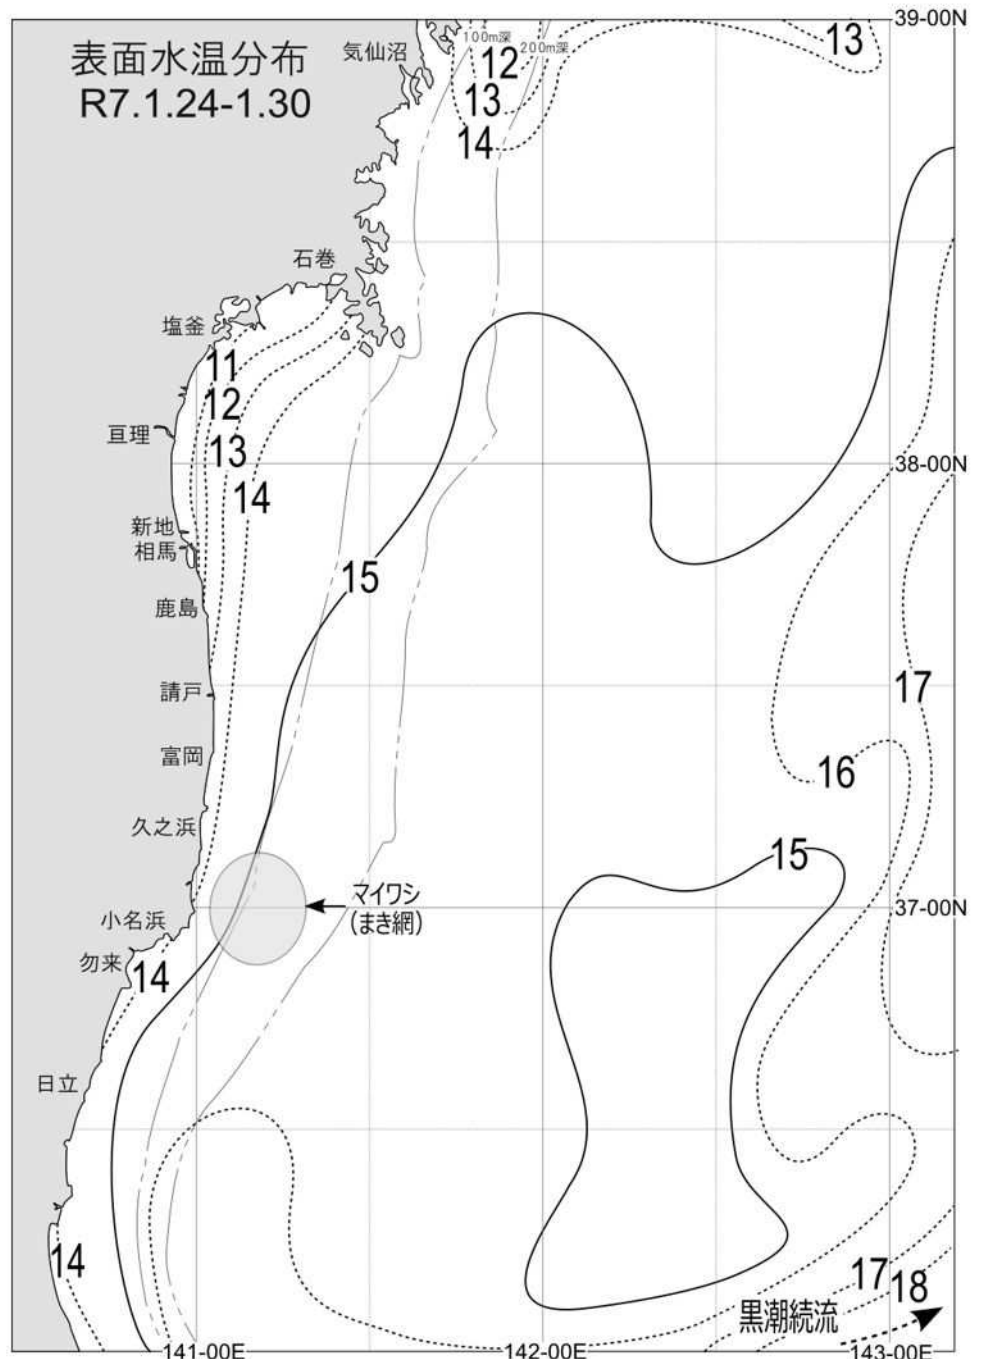 39-00N
100m深
200m深
表面水温分布
R7.1.24-1.30
気仙沼
12
13
13
14
石巻
塩釜
11
12
亘理
13
38-00N
14
新地
相馬
15
鹿島
請戸
17
富岡
16
久之浜
15
マイワシ
(まき網)
37-00N
小名浜
勿来
14
日立
14
17
18
黒潮続流
141-00E
142-00E
143-00E